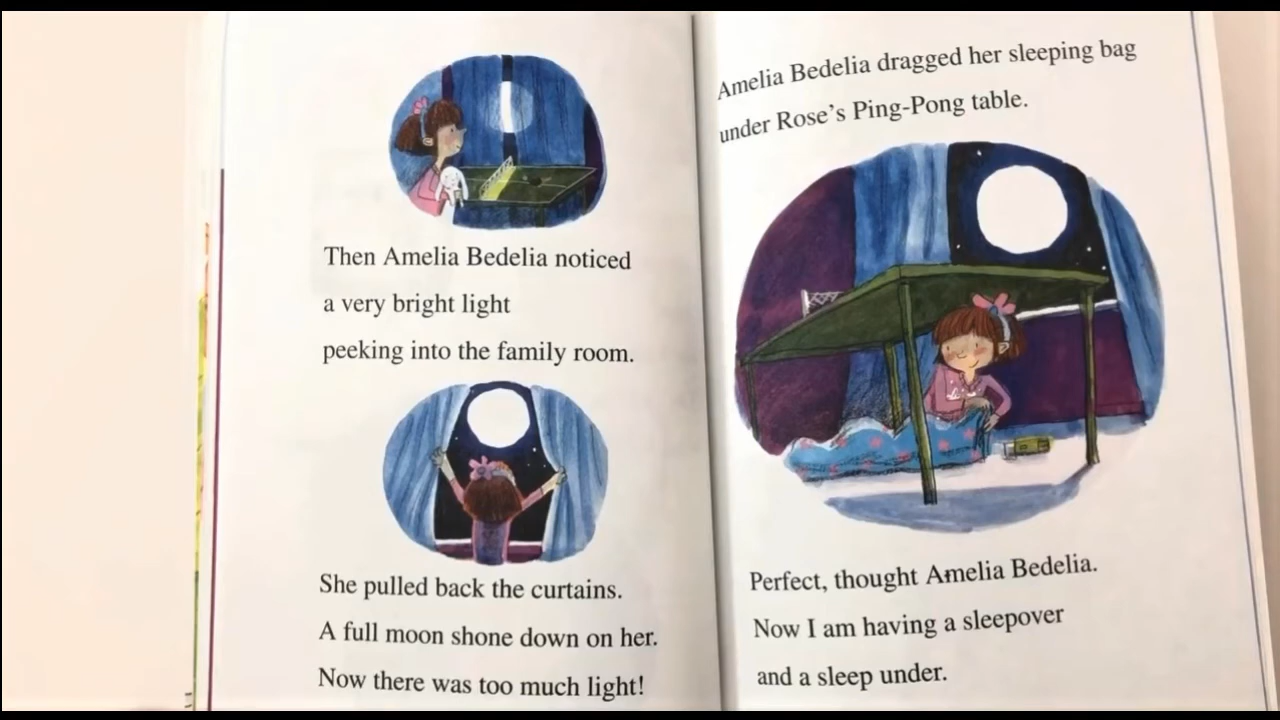 Then Amelia Bedelia noticed
a very bright light
peeking into the family room.
She pulled back the curtains.
A full moon shone down on her.
Now there was too much light!
Amelia Bedelia dragged her sleeping bag
under Rose's Ping-Pong table.
Perfect, thought Amelia Bedelia.
Now I am having a sleepover
and a sleep under.